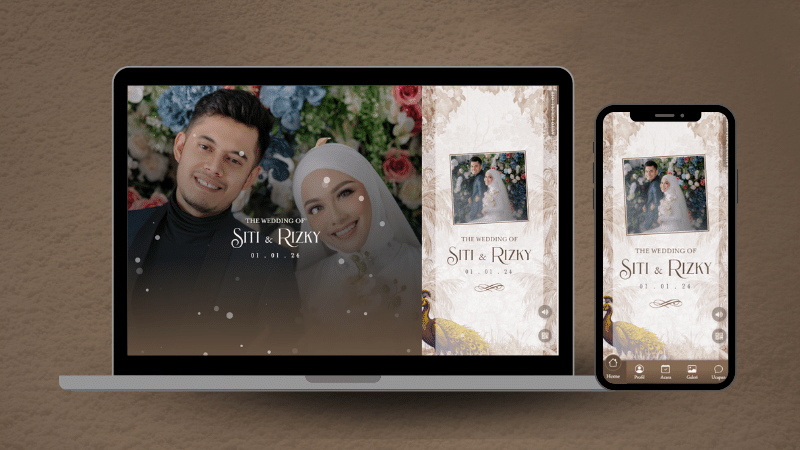 THE WEDDING OF
SITI & RIZKY
01 . 01 . 24
THE WEDDING OF
SITI & RIZKY
01 . 01 . 24
THE WEDDING OF
SITI & RIZKY
01 . 01 . 24
Home
Profil
Acara
Galeri
Ucapan